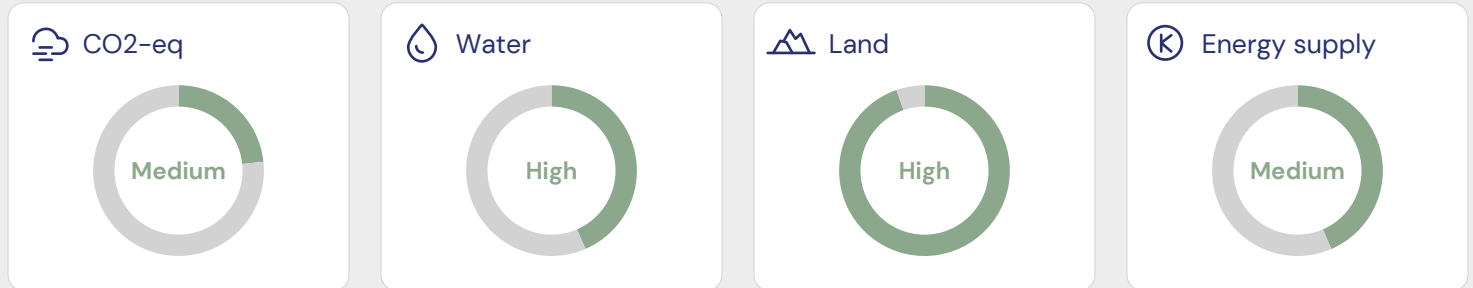 CO2-eq
Medium
Water
High
Land
High
Energy supply
Medium